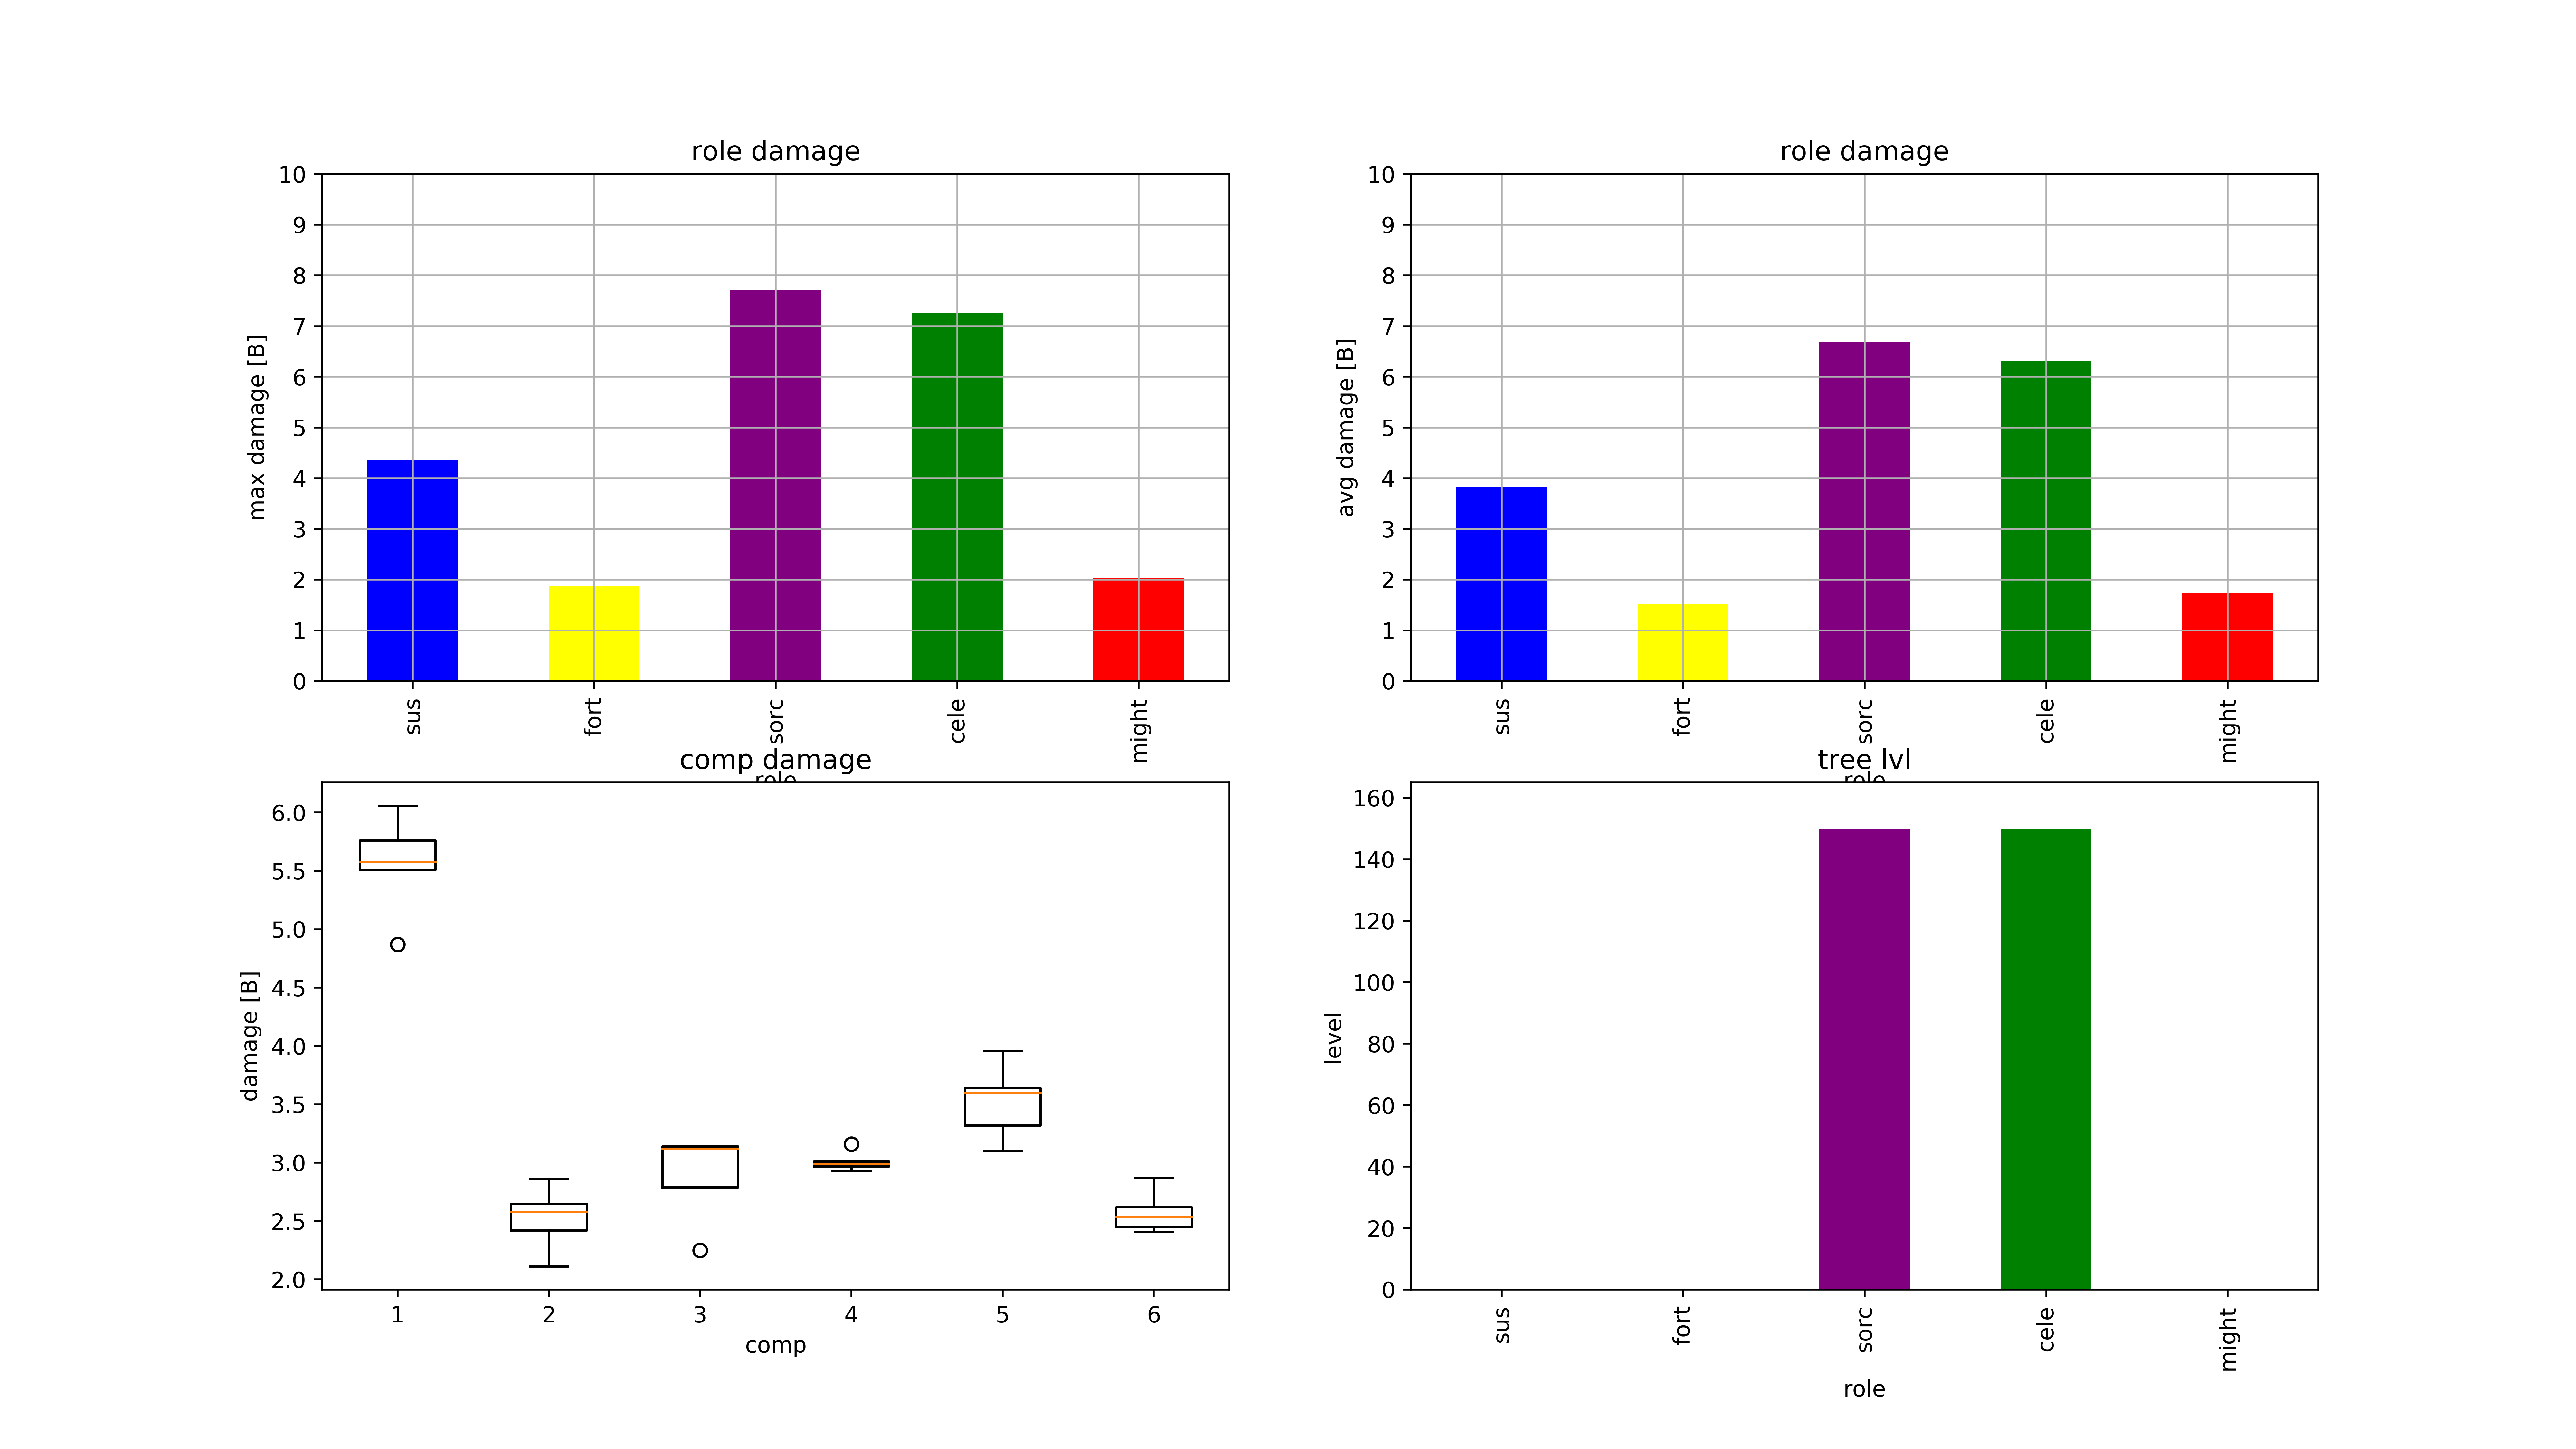 role damage
10
9
8
7
6
5
4
3
2
1
0
max damage [B]
sus
fort
sorc
cele
might
role
role damage
10
9
8
7
6
5
4
3
2
1
0
avg damage [B]
sus
fort
sorc
cele
might
role
comp damage
6.0
5.5
5.0
4.5
4.0
3.5
3.0
2.5
2.0
damage [B]
1 2 3 4 5 6
comp
tree lvl
160
140
120
100
80
60
40
20
0
level
sus
fort
sorc
cele
might
role